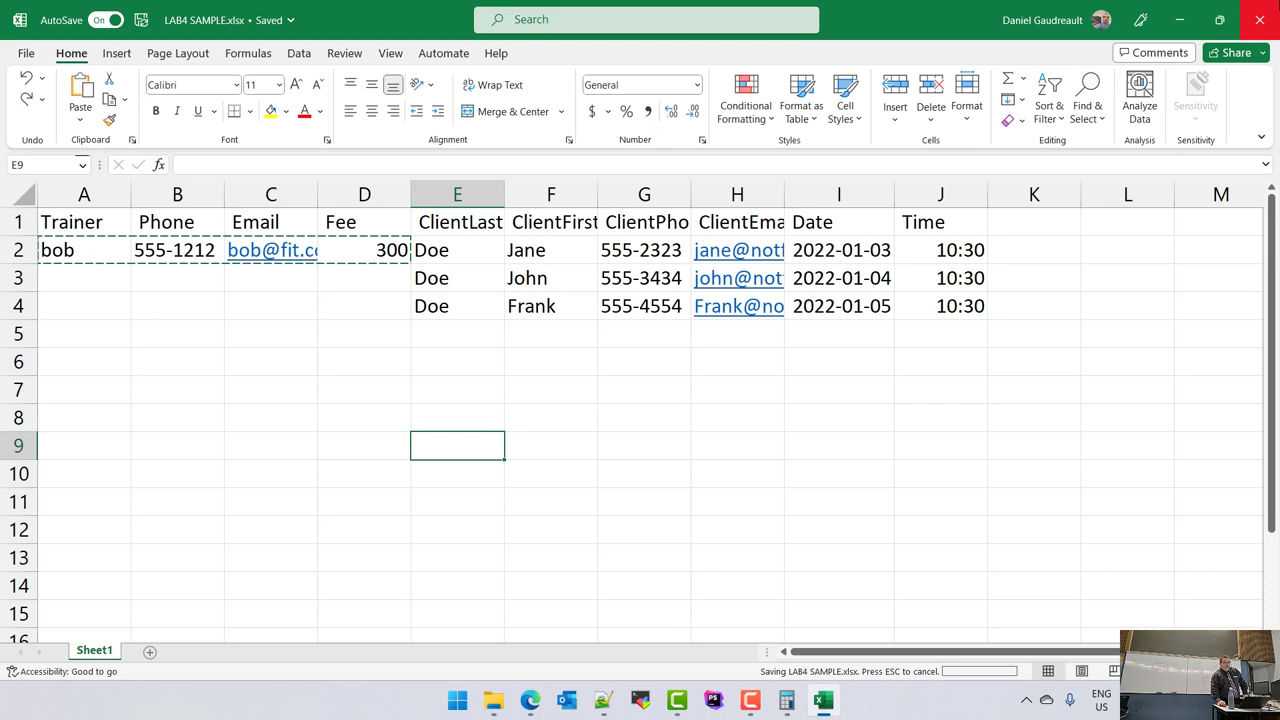 AutoSave On LAB4 SAMPLE.xlsx • Saved Search Daniel Gaudreault
File Home Insert Page Layout Formulas Data Review View Automate Help Comments Share
Paste Calibri 11 Wrap Text General Conditional Formatting Format as Table Cell Styles Insert Delete Format Sort & Filter Find & Select Analyze Data Sensitivity
B I U A Merge & Center $ % ,
Undo Clipboard Font Alignment Number Styles Cells Editing Analysis Sensitivity
E9 fx
A B C D E F G H I J K L M
1 Trainer Phone Email Fee ClientLast ClientFirst ClientPho ClientEma Date Time
2 bob 555-1212 bob@fit.co 300 Doe Jane 555-2323 jane@notf 2022-01-03 10:30
3 Doe John 555-3434 john@notf 2022-01-04 10:30
4 Doe Frank 555-4554 Frank@no 2022-01-05 10:30
5
6
7
8
9
10
11
12
13
14
15
16
Sheet1
Accessibility: Good to go Saving LAB4 SAMPLE.xlsx. Press ESC to cancel.
PS ENG
US